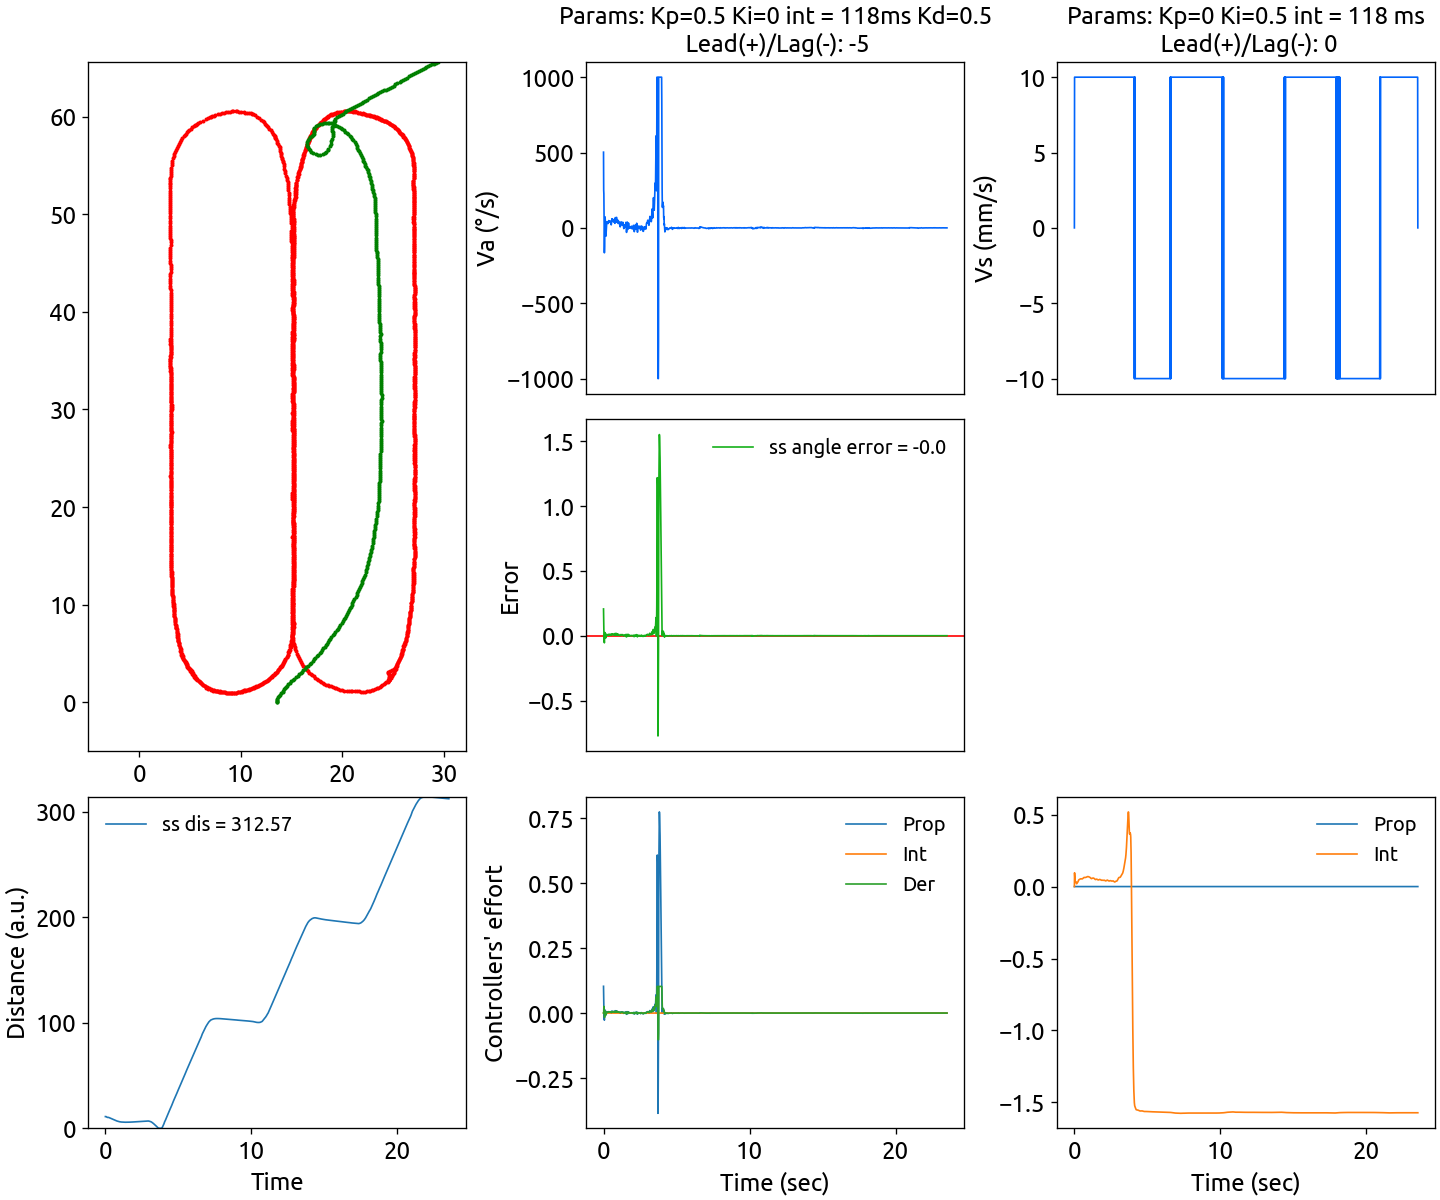 Params: Kp=0.5 Ki=0 int = 118ms Kd=0.5
Lead(+)/Lag(-): -5
Params: Kp=0 Ki=0.5 int = 118 ms
Lead(+)/Lag(-): 0
60
50
40
30
20
10
0
0
10
20
30
Va (°/s)
1000
500
0
−500
−1000
Vs (mm/s)
10
5
0
−5
−10
Error
1.5
1.0
0.5
0.0
−0.5
ss angle error = -0.0
Distance (a.u.)
300
200
100
0
ss dis = 312.57
0
10
20
Time
Controllers' effort
0.75
0.50
0.25
0.00
−0.25
Prop
Int
Der
0
10
20
Time (sec)
0.5
0.0
−0.5
−1.0
−1.5
Prop
Int
0
10
20
Time (sec)